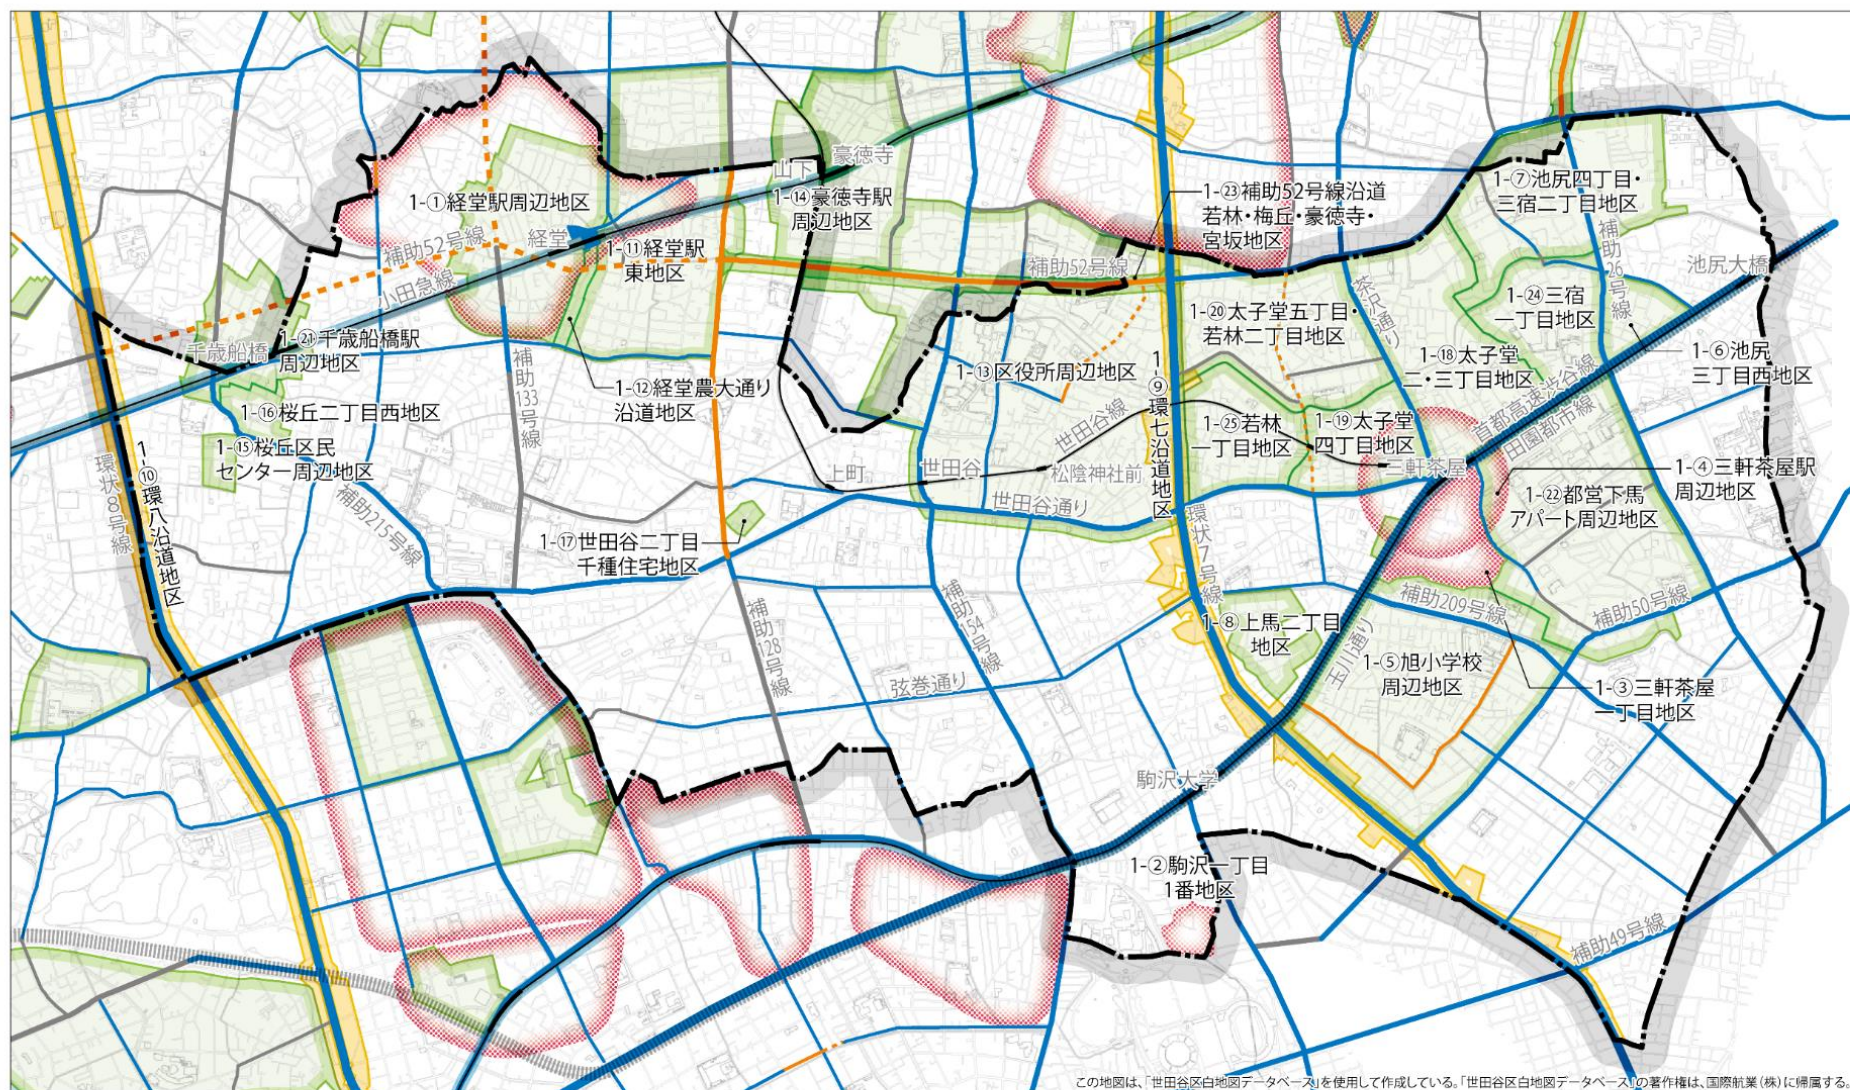 山下
豪徳寺
1-⑭豪徳寺駅
周辺地区
1-①経堂駅周辺地区
経堂
補助52号線
小田急線
1-⑪経堂駅
東地区
1-㉓補助52号線沿道
若林・梅丘・豪徳寺・
宮坂地区
補助52号線
1-⑦池尻四丁目・
三宿二丁目地区
補助26号線
池尻大橋
茶沢通り
1-㉔三宿
一丁目地区
1-⑳太子堂五丁目・
若林二丁目地区
1-⑥池尻
三丁目西地区
1-⑱太子堂
二・三丁目地区
首都高速渋谷線
田園都市線
千歳船橋
1-㉑千歳船橋駅
周辺地区
補助133号線
1-⑫経堂農大通り
沿道地区
1-⑬区役所周辺地区
1-⑨環七沿道地区
1-⑯桜丘二丁目西地区
1-⑮桜丘区民
センター周辺地区
1-⑩環八沿道地区
環状8号線
補助215号線
世田谷線
1-㉕若林
一丁目地区
1-⑲太子堂
四丁目地区
三軒茶屋
上町
世田谷
松陰神社前
世田谷通り
1-④三軒茶屋駅
周辺地区
1-㉒都営下馬
アパート周辺地区
1-⑰世田谷二丁目
千種住宅地区
環状7号線
補助128号線
補助154号線
弦巻通り
1-⑧上馬二丁目
地区
玉川通り
補助209号線
補助50号線
1-⑤旭小学校
周辺地区
1-③三軒茶屋
一丁目地区
駒沢大学
1-②駒沢一丁目
1番地区
補助49号線
この地図は、「世田谷区白地図データベース」を使用して作成している。「世田谷区白地図データベース」の著作権は、国際航業(株)に帰属する。